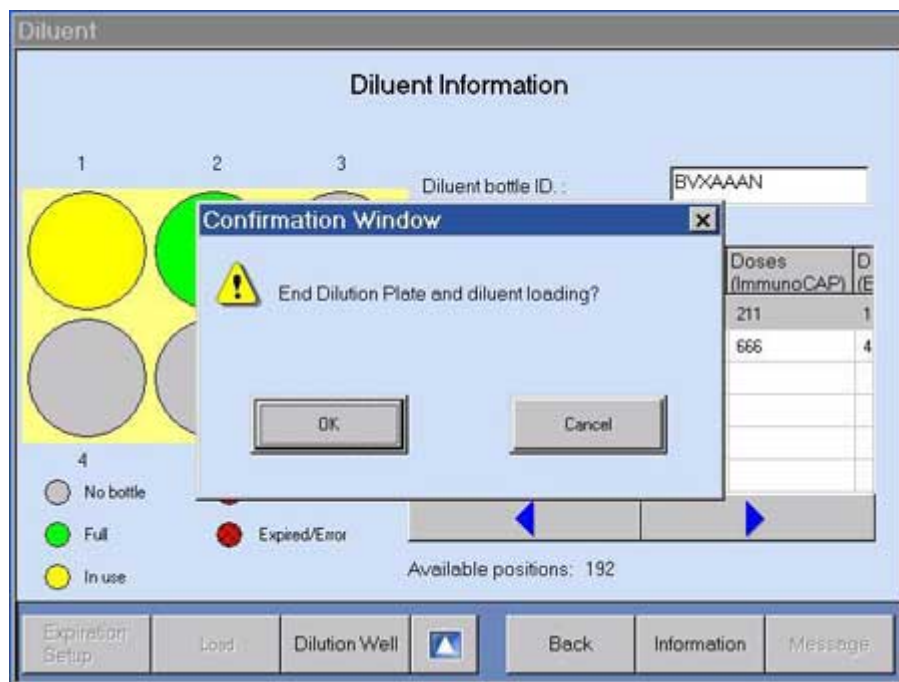 Diluent
Diluent Information
1 2 3
Diluent bottle ID. : BVXAAAN
Confirmation Window
End Dilution Plate and diluent loading?
OK Cancel
Doses D
(ImmunoCAP) (E
211 1
666 4
4
No bottle
Full Expired/Error
In use
Available positions: 192
Expiration
Setup
Load Dilution Well Back Information Message